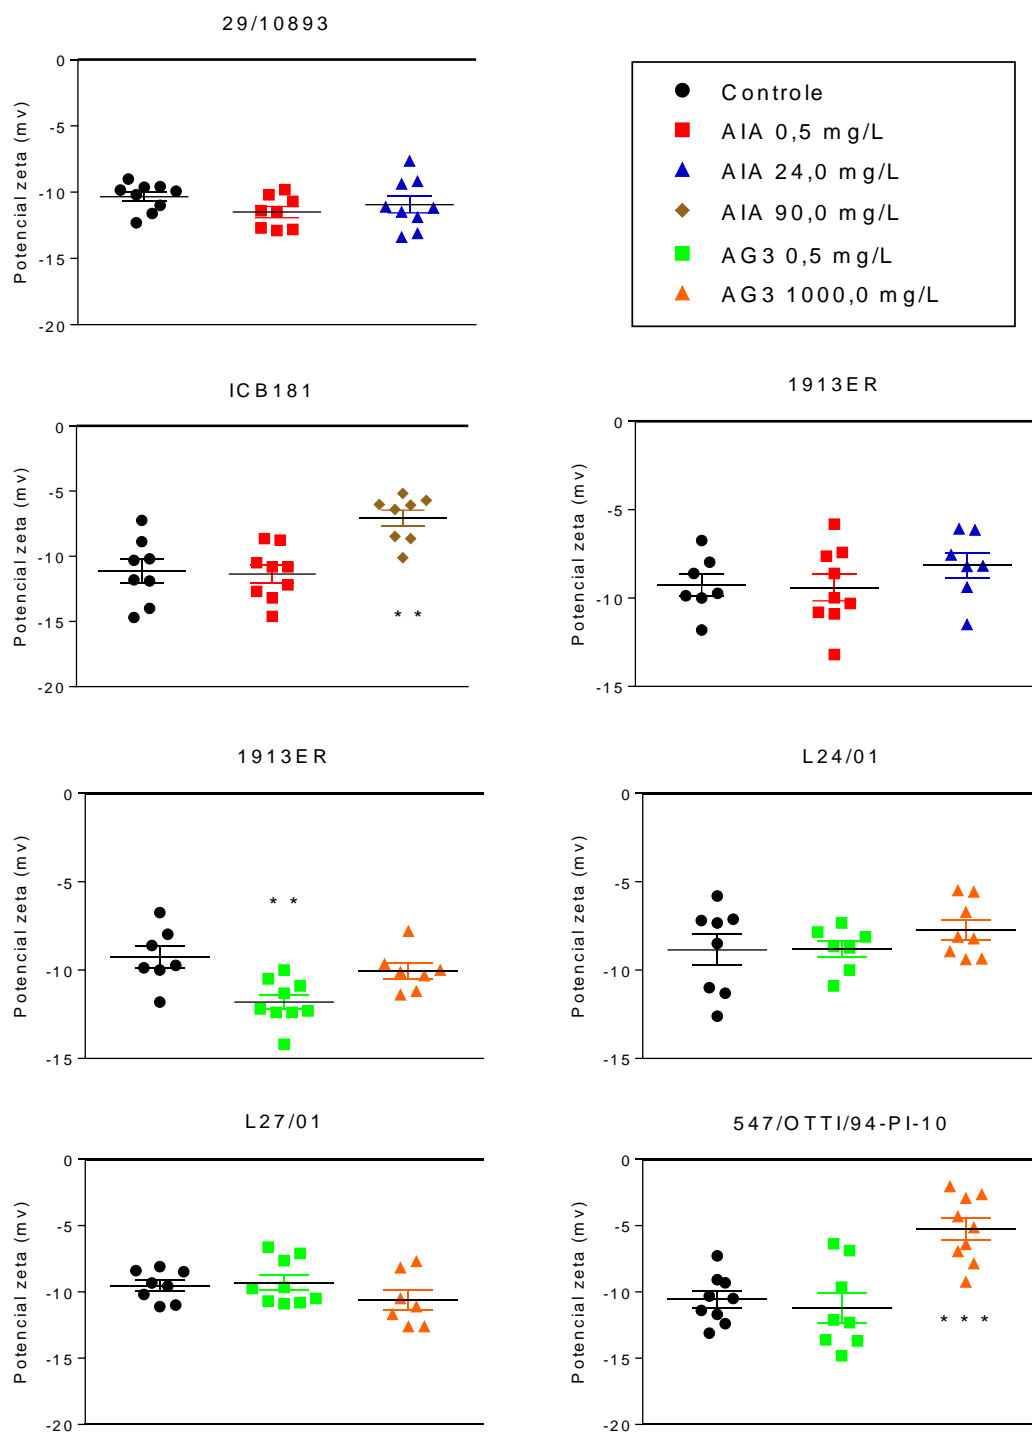 29/10893
Potencial zeta (mv)
0
-5
-10
-15
-20
Controle
AIA 0,5 mg/L
AIA 24,0 mg/L
AIA 90,0 mg/L
AG3 0,5 mg/L
AG3 1000,0 mg/L
ICB181
Potencial zeta (mv)
0
-5
-10
-15
-20
* *
1913ER
Potencial zeta (mv)
0
-5
-10
-15
1913ER
Potencial zeta (mv)
0
-5
-10
-15
* *
L24/01
Potencial zeta (mv)
0
-5
-10
-15
L27/01
Potencial zeta (mv)
0
-5
-10
-15
-20
547/OTTI/94-PI-10
Potencial zeta (mv)
0
-5
-10
-15
-20
* * *